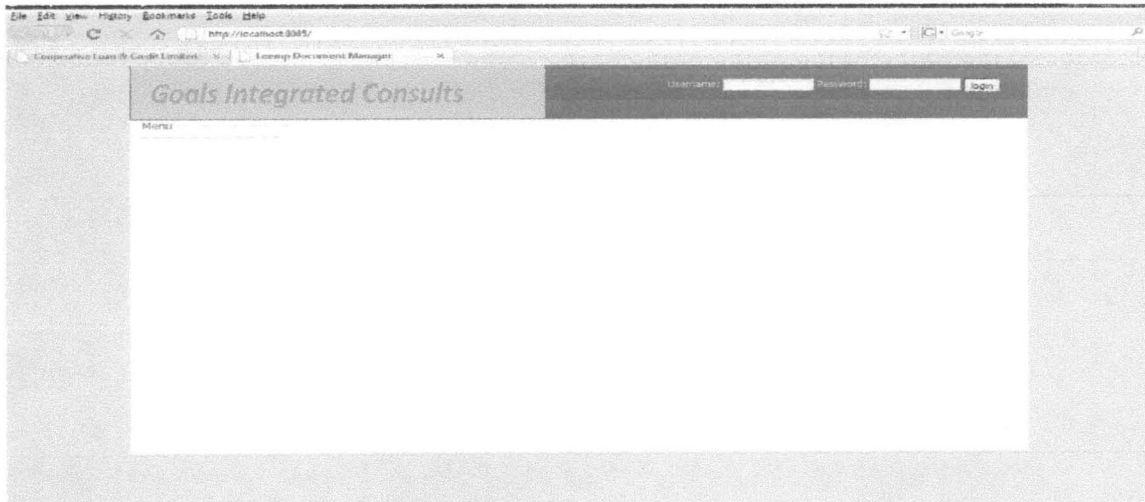 File Edit View History Bookmarks Tools Help
http://localhost:8085/ Google
Cooperative Loan & Credit Limited Document Manager
Goals Integrated Consults Username: Password: login
Menu